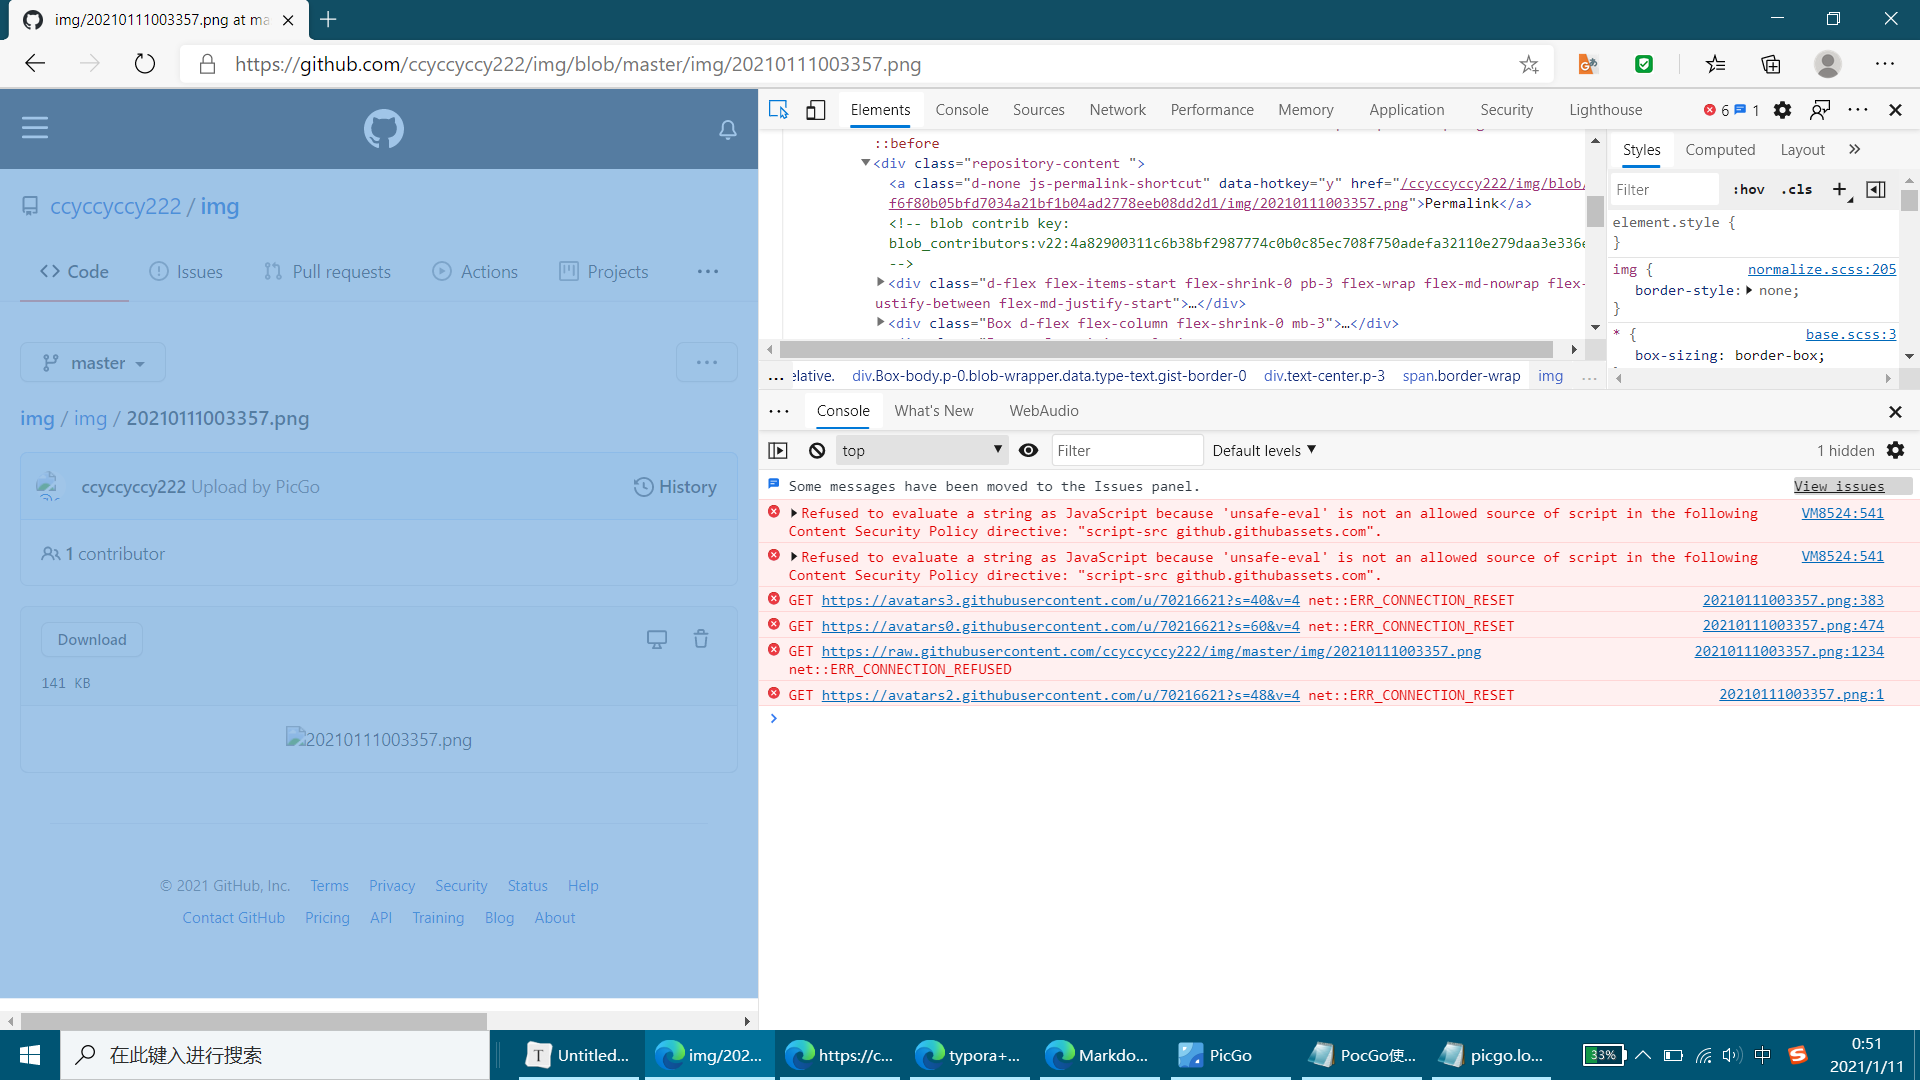 img/20210111003357.png at ma
https://github.com/ccyccyccy222/img/blob/master/img/20210111003357.png
ccyccyccy222 / img
Code
Issues
Pull requests
Actions
Projects
master
img / img / 20210111003357.png
ccyccyccy222 Upload by PicGo
History
1 contributor
Download
141 KB
20210111003357.png
© 2021 GitHub, Inc. Terms Privacy Security Status Help
Contact GitHub Pricing API Training Blog About
Elements Console Sources Network Performance Memory Application Security Lighthouse 6 1
::before
<div class="repository-content ">
<a class="d-none js-permalink-shortcut" data-hotkey="y" href="/ccyccyccy222/img/blob/
f6f80b05bfd7034a21bf1b04ad2778eeb08dd2d1/img/20210111003357.png">Permalink</a>
<!-- blob contrib key:
blob_contributors:v22:4a82900311c6b38bf2987774c0b0c85ec708f750adefa32110e279daa3e336e
-->
<div class="d-flex flex-items-start flex-shrink-0 pb-3 flex-wrap flex-md-nowrap flex-
ustify-between flex-md-justify-start">…</div>
<div class="Box d-flex flex-column flex-shrink-0 mb-3">…</div>
... elative. div.Box-body.p-0.blob-wrapper.data.type-text.gist-border-0 div.text-center.p-3 span.border-wrap img ...
Styles Computed Layout
Filter :hov .cls +
element.style {
}
img { normalize.scss:205
border-style: none;
}
* { base.scss:3
box-sizing: border-box;
Console What's New WebAudio
top Filter Default levels 1 hidden
Some messages have been moved to the Issues panel. View issues
Refused to evaluate a string as JavaScript because 'unsafe-eval' is not an allowed source of script in the following VM8524:541
Content Security Policy directive: "script-src github.githubassets.com".
Refused to evaluate a string as JavaScript because 'unsafe-eval' is not an allowed source of script in the following VM8524:541
Content Security Policy directive: "script-src github.githubassets.com".
GET https://avatars3.githubusercontent.com/u/70216621?s=40&v=4 net::ERR_CONNECTION_RESET 20210111003357.png:383
GET https://avatars0.githubusercontent.com/u/70216621?s=60&v=4 net::ERR_CONNECTION_RESET 20210111003357.png:474
GET https://raw.githubusercontent.com/ccyccyccy222/img/master/img/20210111003357.png 20210111003357.png:1234
net::ERR_CONNECTION_REFUSED
GET https://avatars2.githubusercontent.com/u/70216621?s=48&v=4 net::ERR_CONNECTION_RESET 20210111003357.png:1
在此键入进行搜索
Untitled...
img/202...
https://c...
typora+...
Markdo...
PicGo
PocGo使...
picgo.lo...
33%
中
0:51
2021/1/11